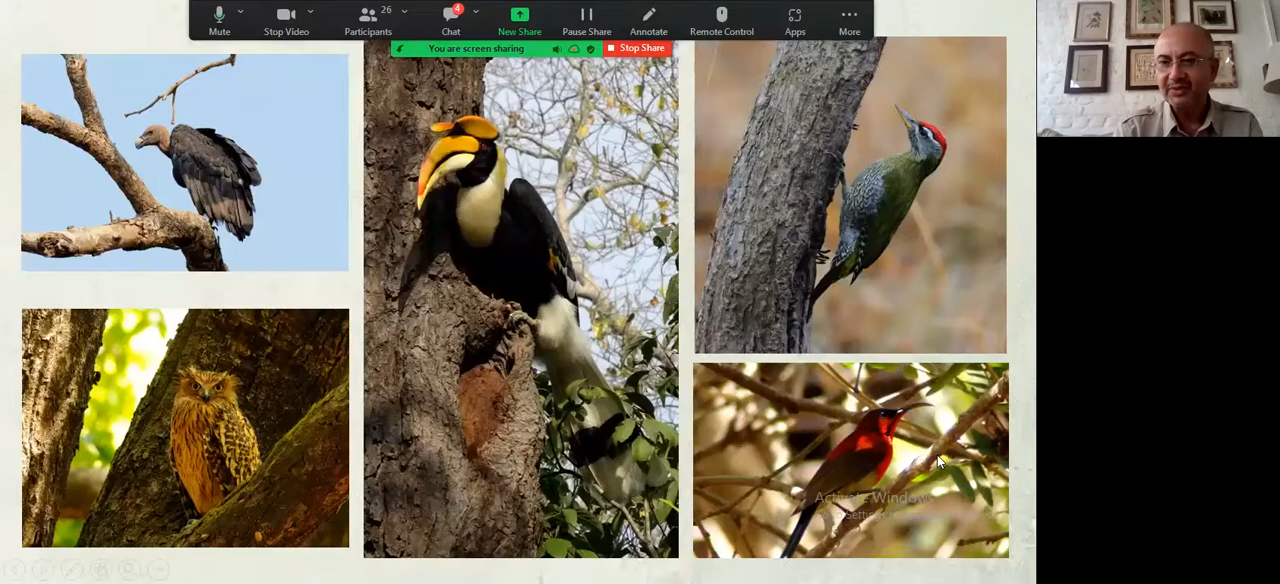 26
4
Mute
Stop Video
Participants
Chat
New Share
Pause Share
Annotate
Remote Control
Apps
More
You are screen sharing
Stop Share
Activate Windows